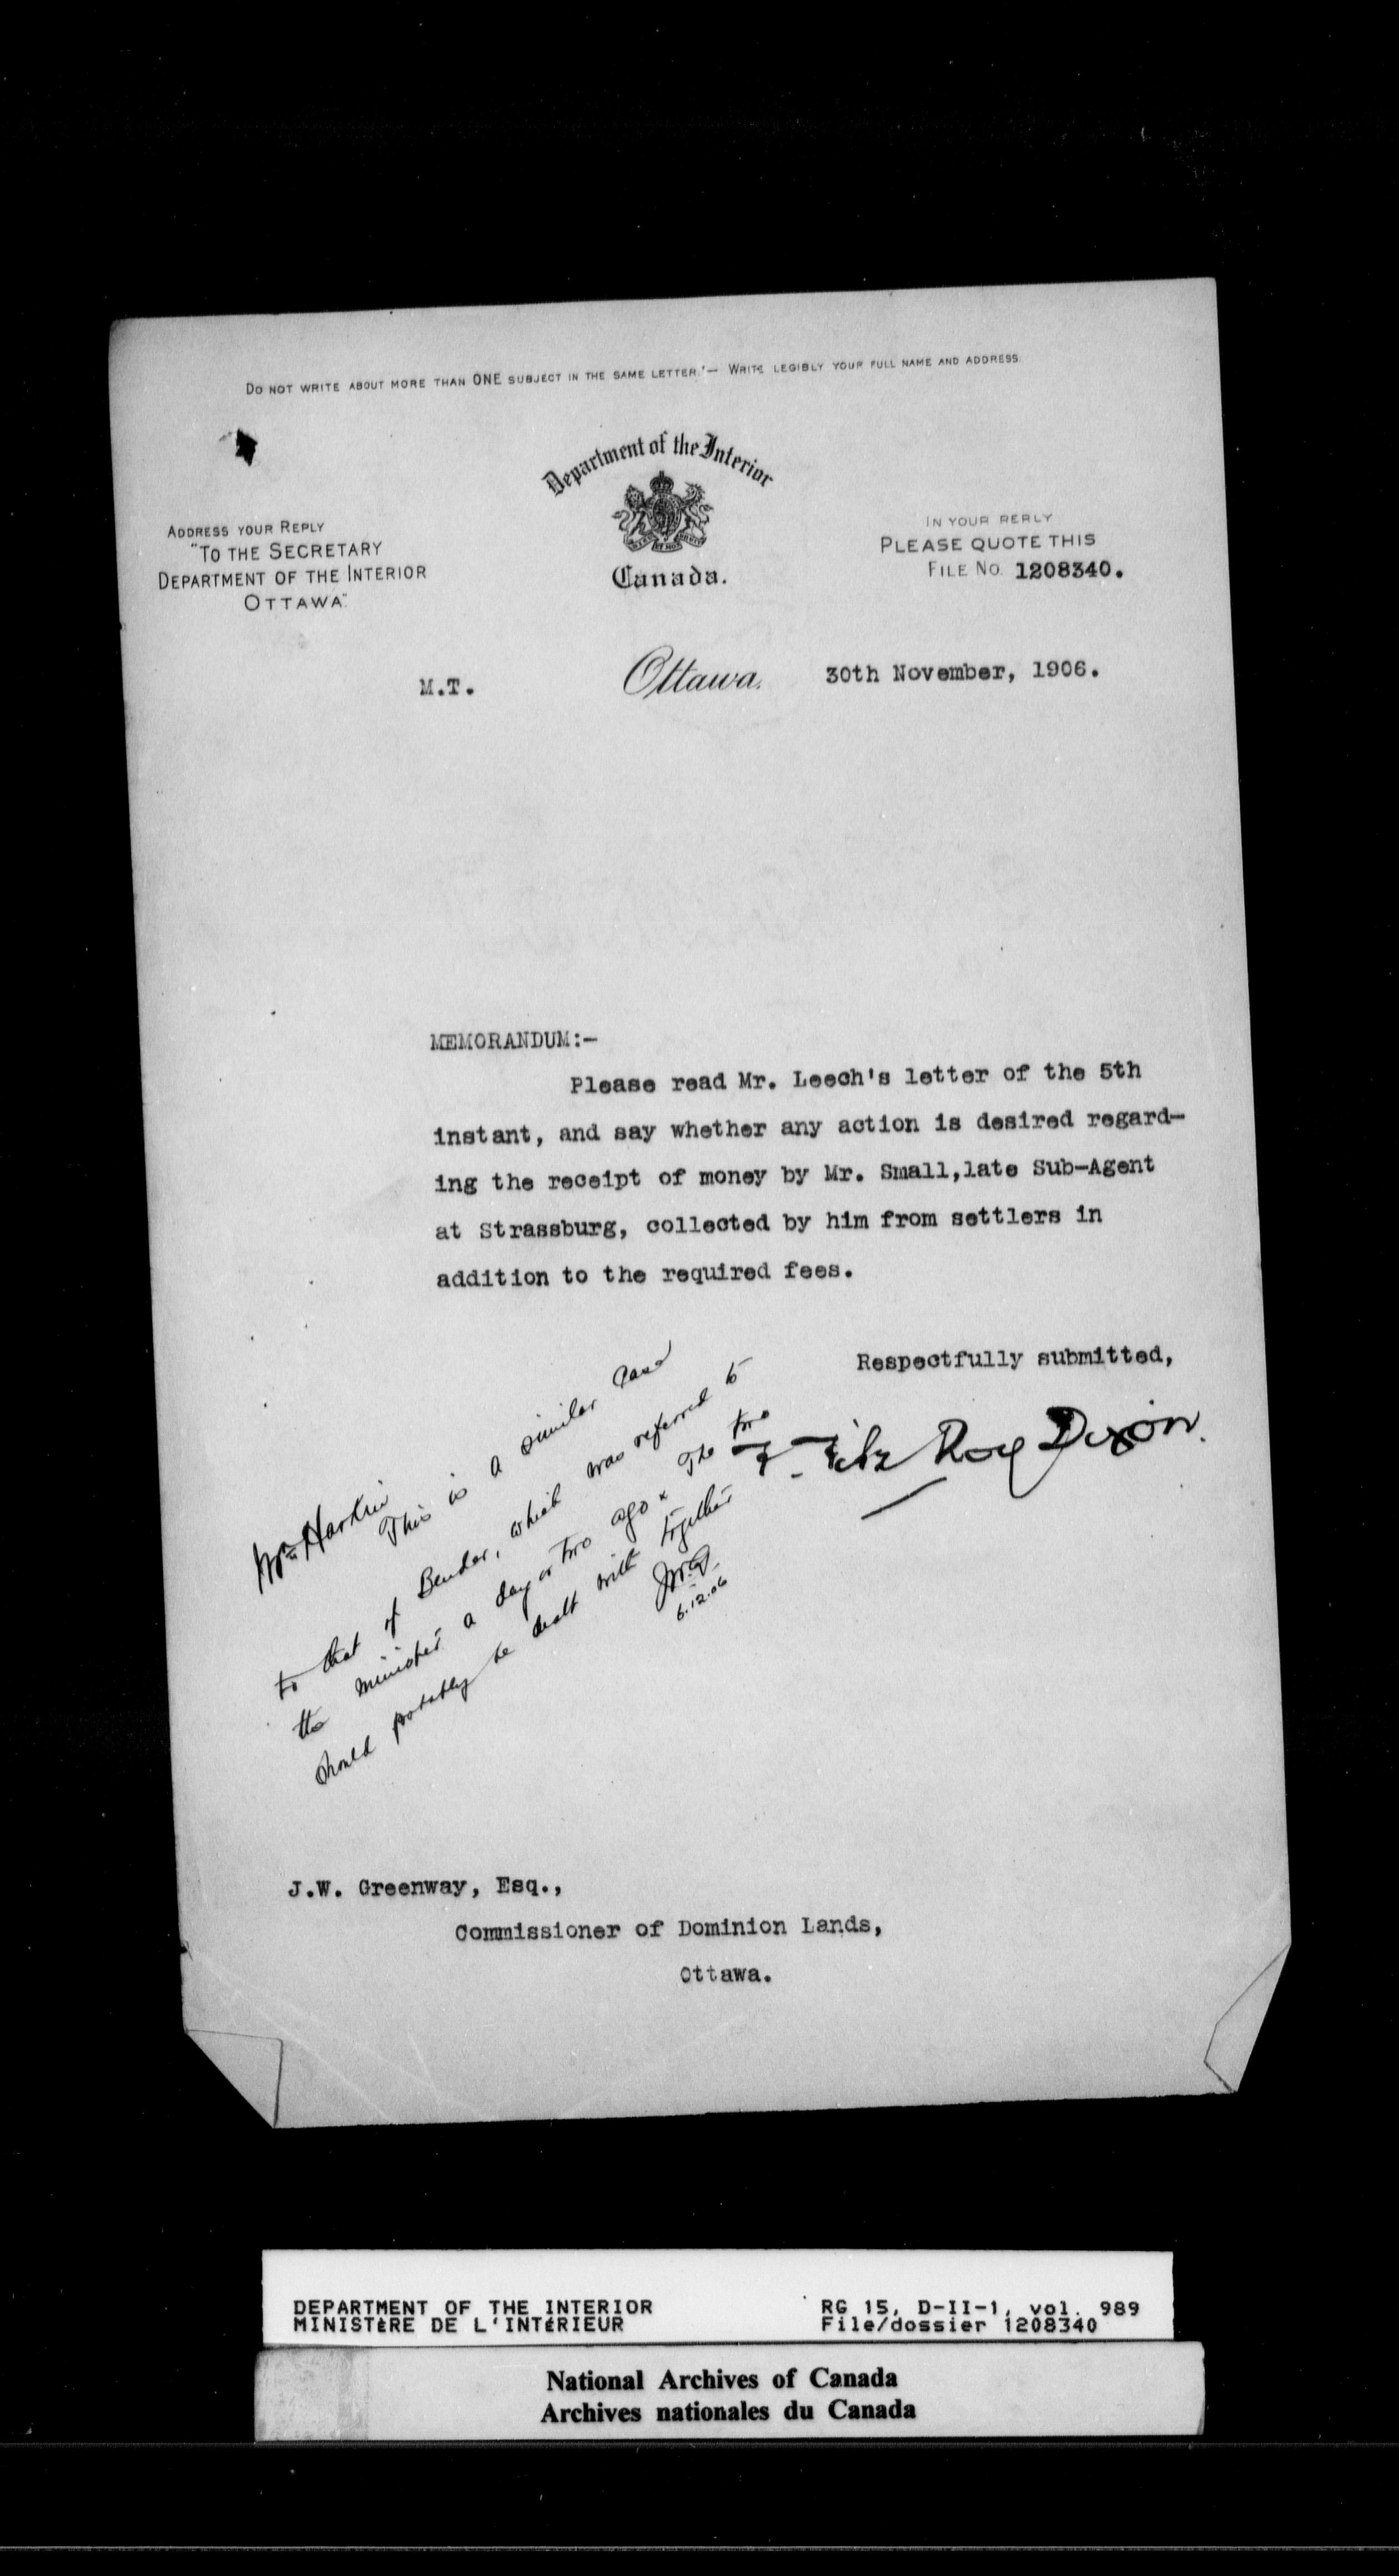 DO NOT WRITE ABOUT MORE THAN ONE SUBJECT IN THE SAME LETTER.'— WRITE LEGIBLY YOUR FULL NAME AND ADDRESS.
Department of the Interior
Canada.
ADDRESS YOUR REPLY
"TO THE SECRETARY
DEPARTMENT OF THE INTERIOR
OTTAWA"
IN YOUR REPLY
PLEASE QUOTE THIS
FILE NO. 1208340.
M.T. Ottawa. 30th November, 1906.
MEMORANDUM:-
Please read Mr. Leech's letter of the 5th
instant, and say whether any action is desired regard-
ing the receipt of money by Mr. Small,late Sub-Agent
at Strassburg, collected by him from settlers in
addition to the required fees.
Respectfully submitted,
F. Fitz Roy Dixon.
Mr Harkin
This is a similar case
to that of Bender, which was referred to
the minister a day or two ago. The two
should probably be dealt with together
JWG
6.12.06
J.W. Greenway, Esq.,
Commissioner of Dominion Lands,
Ottawa.
DEPARTMENT OF THE INTERIOR
MINISTÈRE DE L'INTÉRIEUR
RG 15, D-II-1, vol. 989
File/dossier 1208340
National Archives of Canada
Archives nationales du Canada